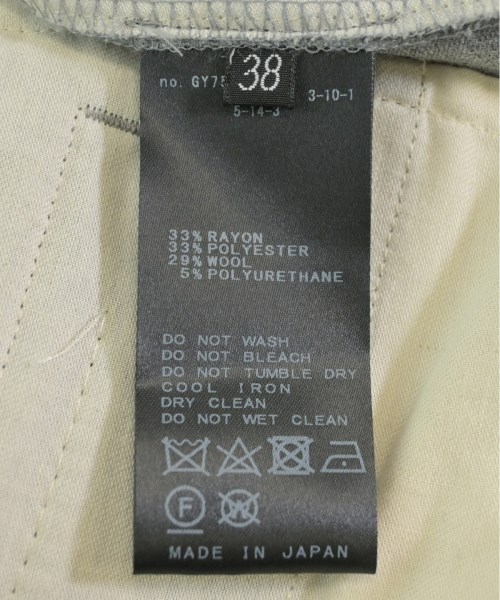 38
no. GY75
3-10-1
5-14-3
33% RAYON
33% POLYESTER
29% WOOL
5% POLYURETHANE
DO NOT WASH
DO NOT BLEACH
DO NOT TUMBLE DRY
COOL IRON
DRY CLEAN
DO NOT WET CLEAN
F W
MADE IN JAPAN